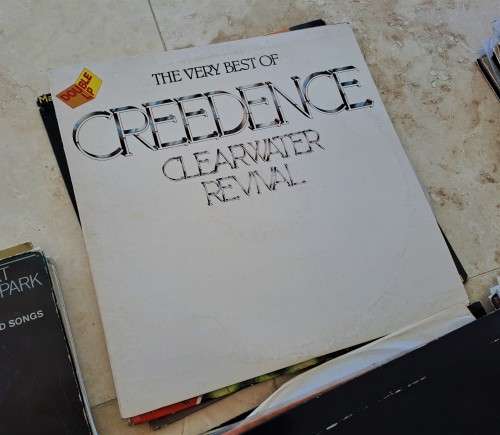 THE VERY BEST OF
DOUBLE
UP
CREEDENCE
CLEARWATER
REVIVAL
PARK
D SONGS